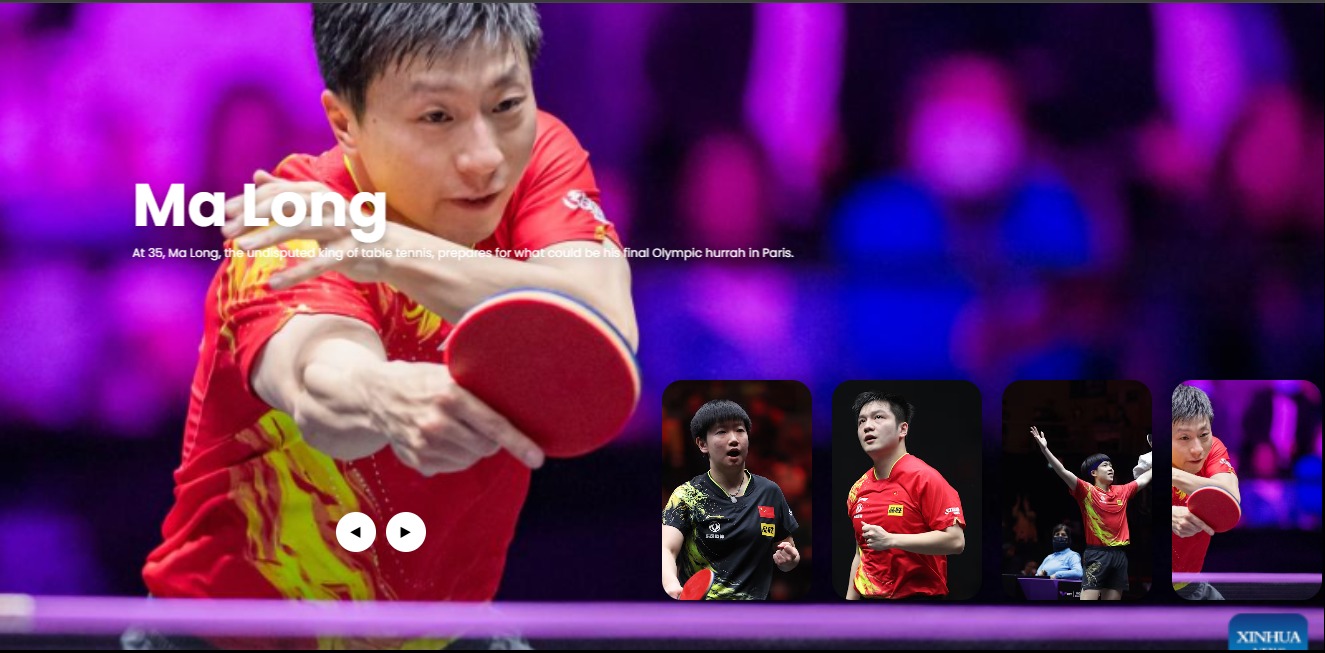 Ma Long
At 35, Ma Long, the undisputed king of table tennis, prepares for what could be his final Olympic hurrah in Paris.
XINHUA